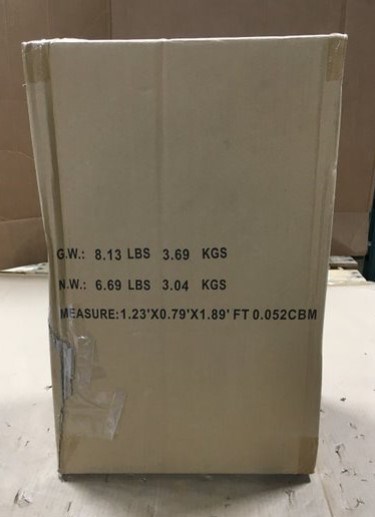 G.W.: 8.13 LBS 3.69 KGS
N.W.: 6.69 LBS 3.04 KGS
MEASURE:1.23'X0.79'X1.89' FT 0.052CBM